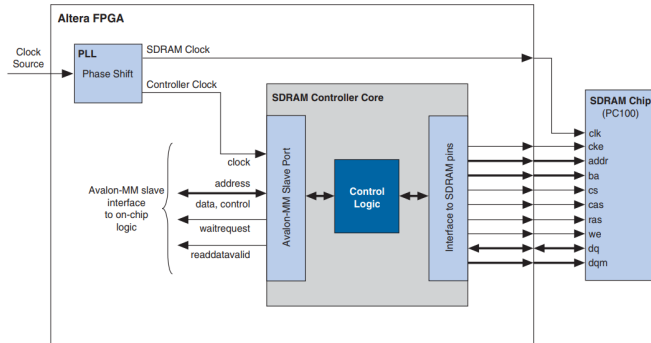 Altera FPGA
Clock
Source
PLL
Phase Shift
SDRAM Clock
Controller Clock
SDRAM Controller Core
SDRAM Chip
(PC100)
clock
Avalon-MM Slave Port
Control
Logic
Interface to SDRAM pins
Avalon-MM slave
interface
to on-chip
logic
address
data, control
waitrequest
readdatavalid
clk
cke
addr
ba
cs
cas
ras
we
dq
dqm